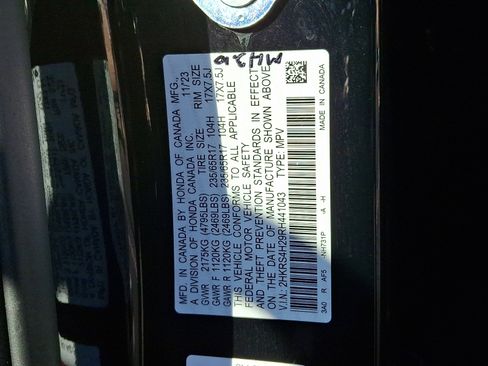 MFD. IN CANADA BY HONDA OF CANADA MFG., 11/23
A DIVISION OF HONDA CANADA INC.
TIRE SIZE RIM SIZE
GVWR 2175KG (4795LBS)
GAWR F 1120KG (2469LBS) 235/65R17 104H 17X7.5J
GAWR R 1120KG (2469LBS) 235/65R17 104H 17X7.5J
THIS VEHICLE CONFORMS TO ALL APPLICABLE
FEDERAL MOTOR VEHICLE SAFETY
AND THEFT PREVENTION STANDARDS IN EFFECT
ON THE DATE OF MANUFACTURE SHOWN ABOVE.
V.I.N.: 2HKRS4H29RH441043 TYPE: MPV
3A0 R AF5 -NH731P -A -H
MADE IN CANADA